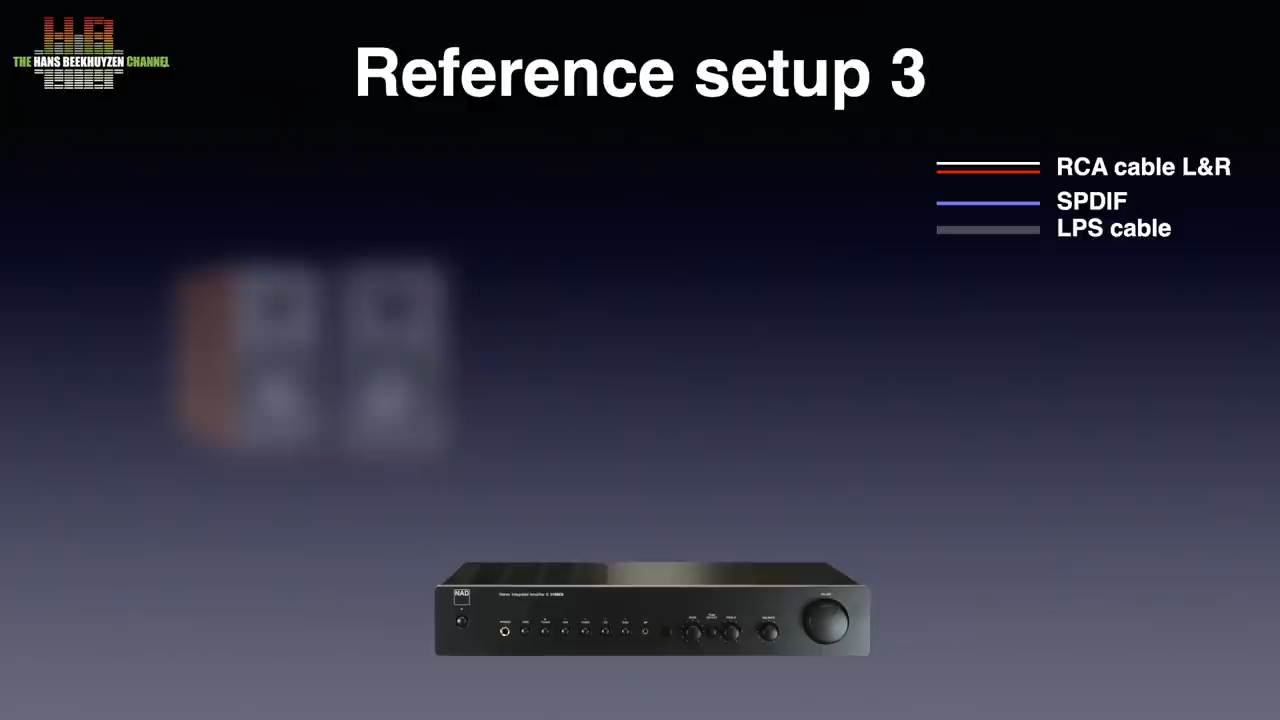 THE HANS BEEKHUYZEN CHANNEL
Reference setup 3
RCA cable L&R
SPDIF
LPS cable
NAD